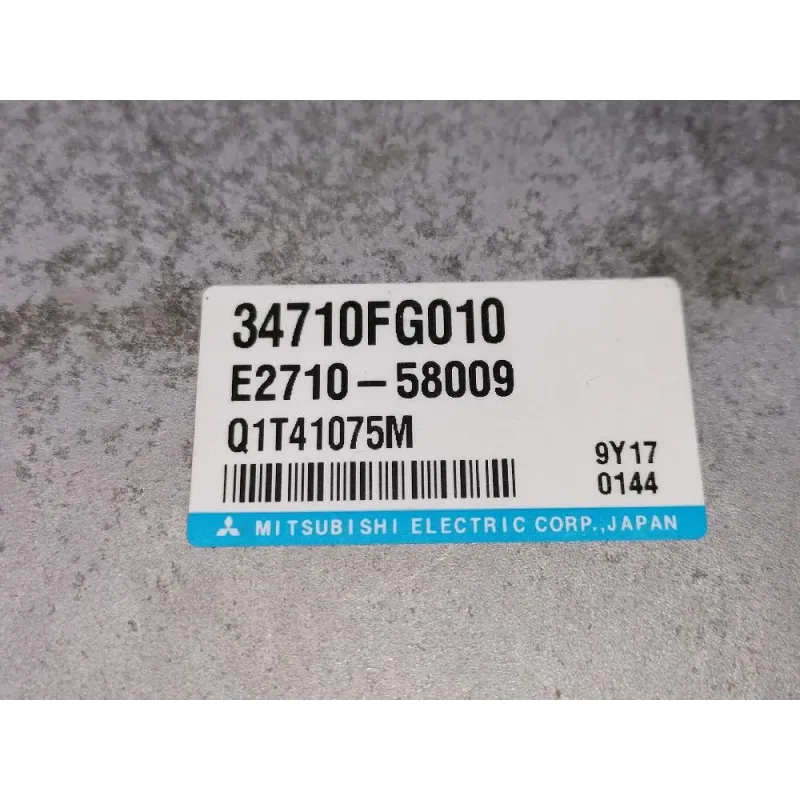 34710FG010
E2710-58009
Q1T41075M
9Y17
0144
MITSUBISHI ELECTRIC CORP.,JAPAN